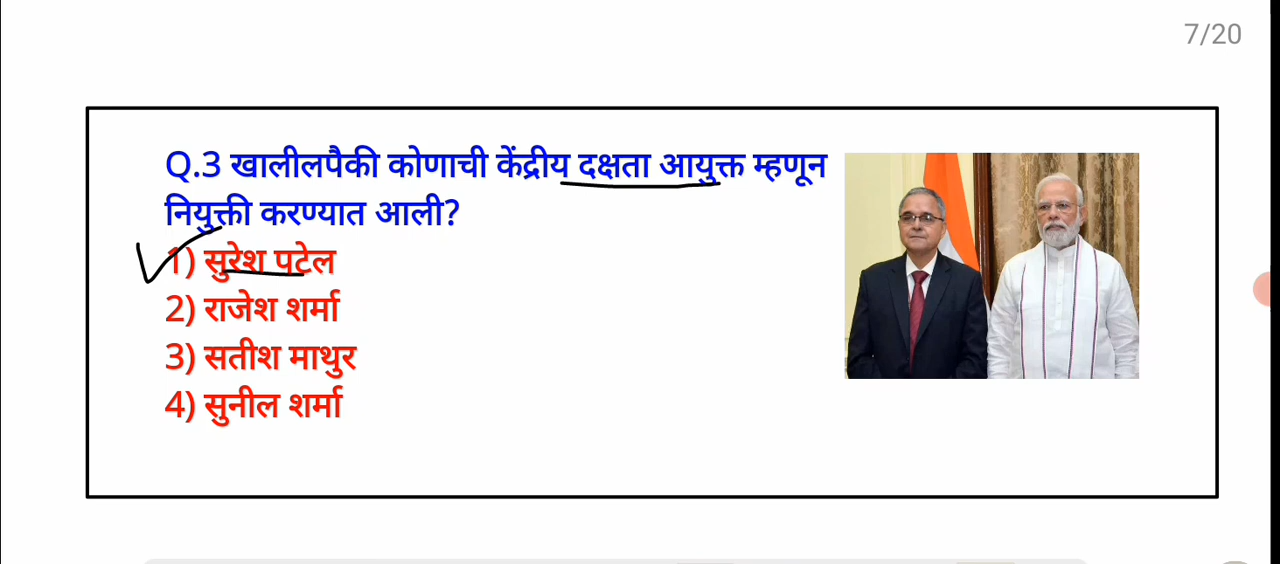 7/20
Q.3 खालीलपैकी कोणाची केंद्रीय दक्षता आयुक्त म्हणून
नियुक्ती करण्यात आली?
1) सुरेश पटेल
2) राजेश शर्मा
3) सतीश माथुर
4) सुनील शर्मा